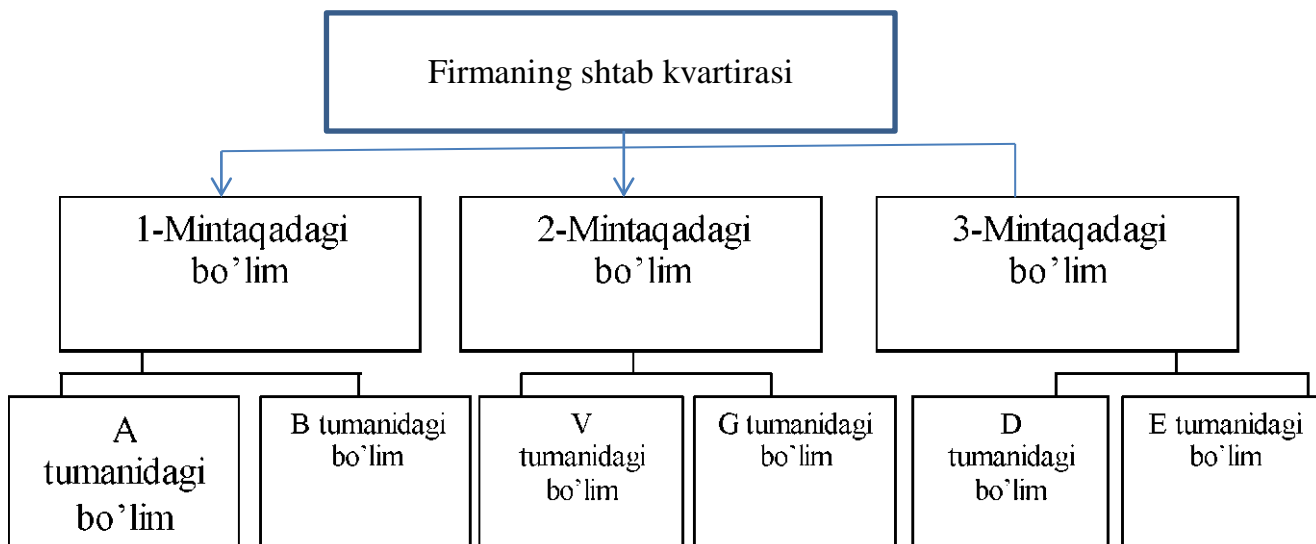 Firmaning shtab kvartirasi
1-Mintaqadagi
bo’lim
2-Mintaqadagi
bo’lim
3-Mintaqadagi
bo’lim
A
tumanidagi
bo’lim
B tumanidagi
bo’lim
V
tumanidagi
bo’lim
G tumanidagi
bo’lim
D
tumanidagi
bo’lim
E tumanidagi
bo’lim